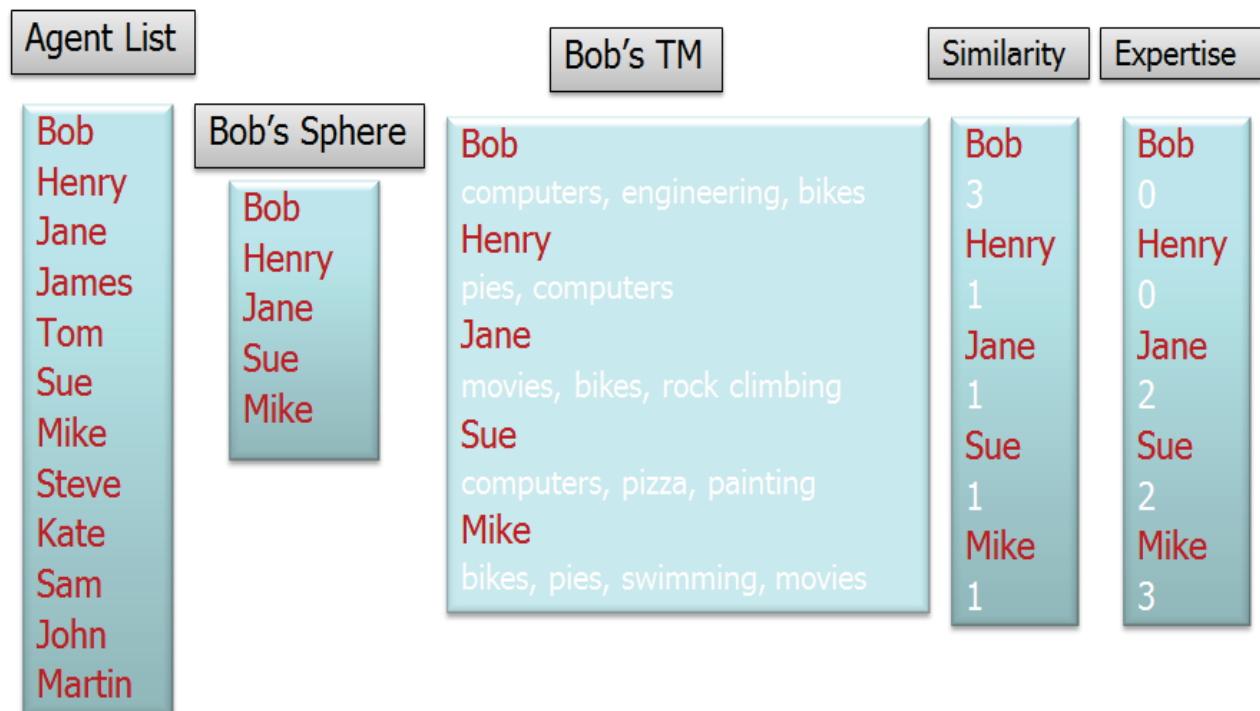 Agent List
Bob
Henry
Jane
James
Tom
Sue
Mike
Steve
Kate
Sam
John
Martin
Bob's Sphere
Bob
Henry
Jane
Sue
Mike
Bob's TM
Bob
computers, engineering, bikes
Henry
pies, computers
Jane
movies, bikes, rock climbing
Sue
computers, pizza, painting
Mike
bikes, pies, swimming, movies
Similarity
Bob
3
Henry
1
Jane
1
Sue
1
Mike
1
Expertise
Bob
0
Henry
0
Jane
2
Sue
2
Mike
3